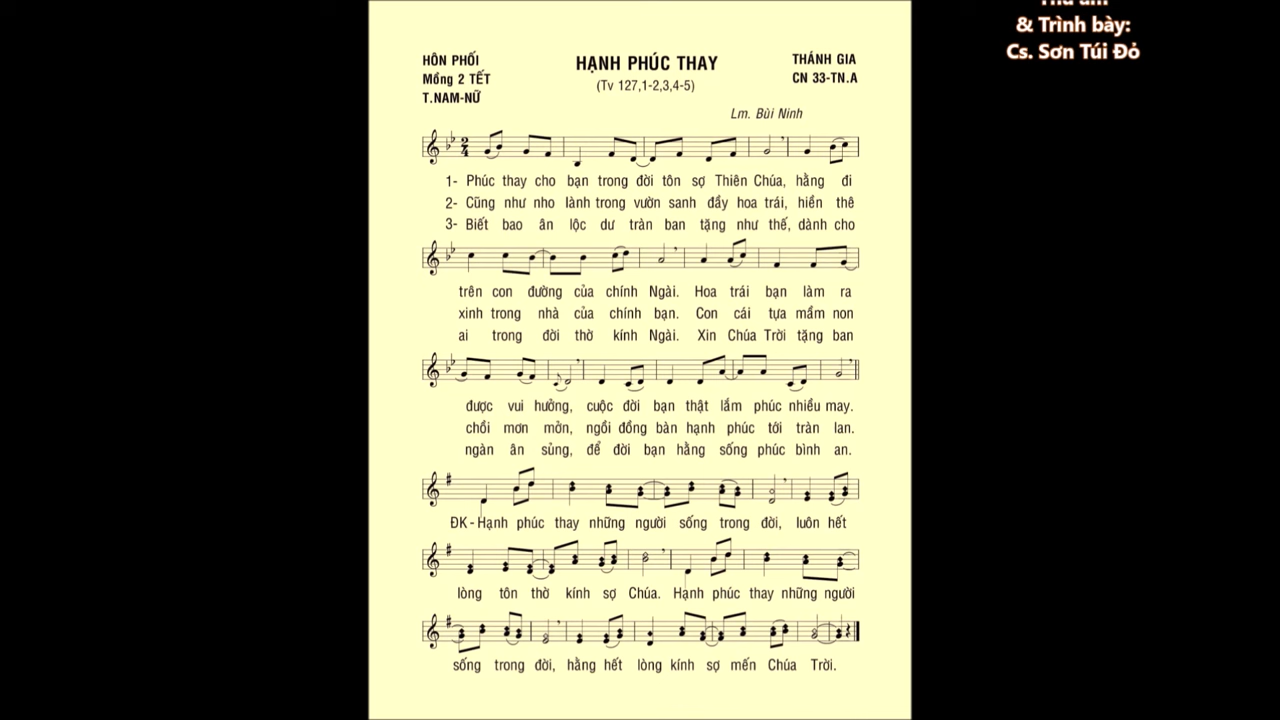 Thu âm
& Trình bày:
Cs. Sơn Túi Đỏ
HÔN PHỐI
Mồng 2 TẾT
T.NAM-NỮ
HẠNH PHÚC THAY
(Tv 127,1-2,3,4-5)
THÁNH GIA
CN 33-TN.A
Lm. Bùi Ninh
1- Phúc thay cho bạn trong đời tôn sợ Thiên Chúa, hằng đi
2- Cũng như nho lành trong vườn sanh đầy hoa trái, hiền thê
3- Biết bao ân lộc dư tràn ban tặng như thế, dành cho
trên con đường của chính Ngài. Hoa trái bạn làm ra
xinh trong nhà của chính bạn. Con cái tựa mầm non
ai trong đời thờ kính Ngài. Xin Chúa Trời tặng ban
được vui hưởng, cuộc đời bạn thật lắm phúc nhiều may.
chồi mơn mởn, ngồi đồng bàn hạnh phúc tới tràn lan.
ngàn ân sủng, để đời bạn hằng sống phúc bình an.
ĐK - Hạnh phúc thay những người sống trong đời, luôn hết
lòng tôn thờ kính sợ Chúa. Hạnh phúc thay những người
sống trong đời, hằng hết lòng kính sợ mến Chúa Trời.